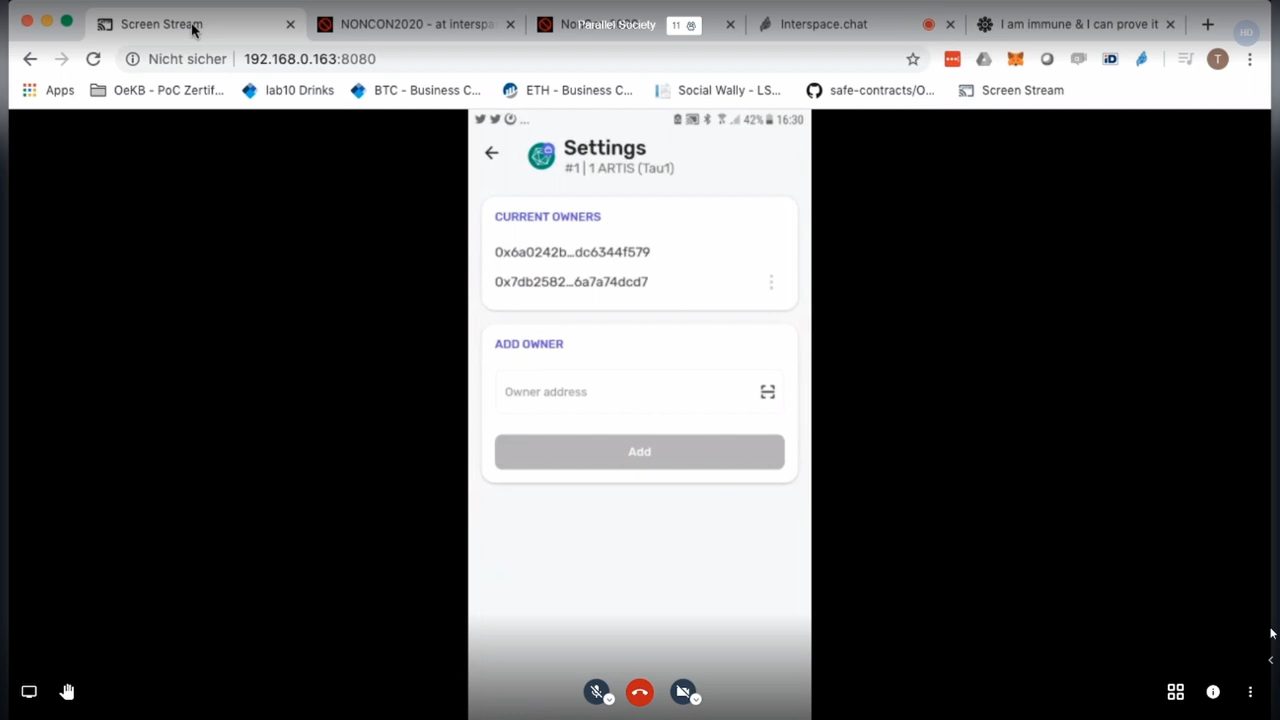 Screen Stream
NONCON2020 - at interspa
No
Parallel Society
11
Interspace.chat
I am immune & I can prove it
HD
Nicht sicher
192.168.0.163:8080
T
Apps
OeKB - PoC Zertif...
lab10 Drinks
BTC - Business C...
ETH - Business C...
Social Wally - LS...
safe-contracts/O...
Screen Stream
... 42% 16:30
Settings
#1 | 1 ARTIS (Tau1)
CURRENT OWNERS
0x6a0242b...dc6344f579
0x7db2582...6a7a74dcd7
ADD OWNER
Owner address
Add